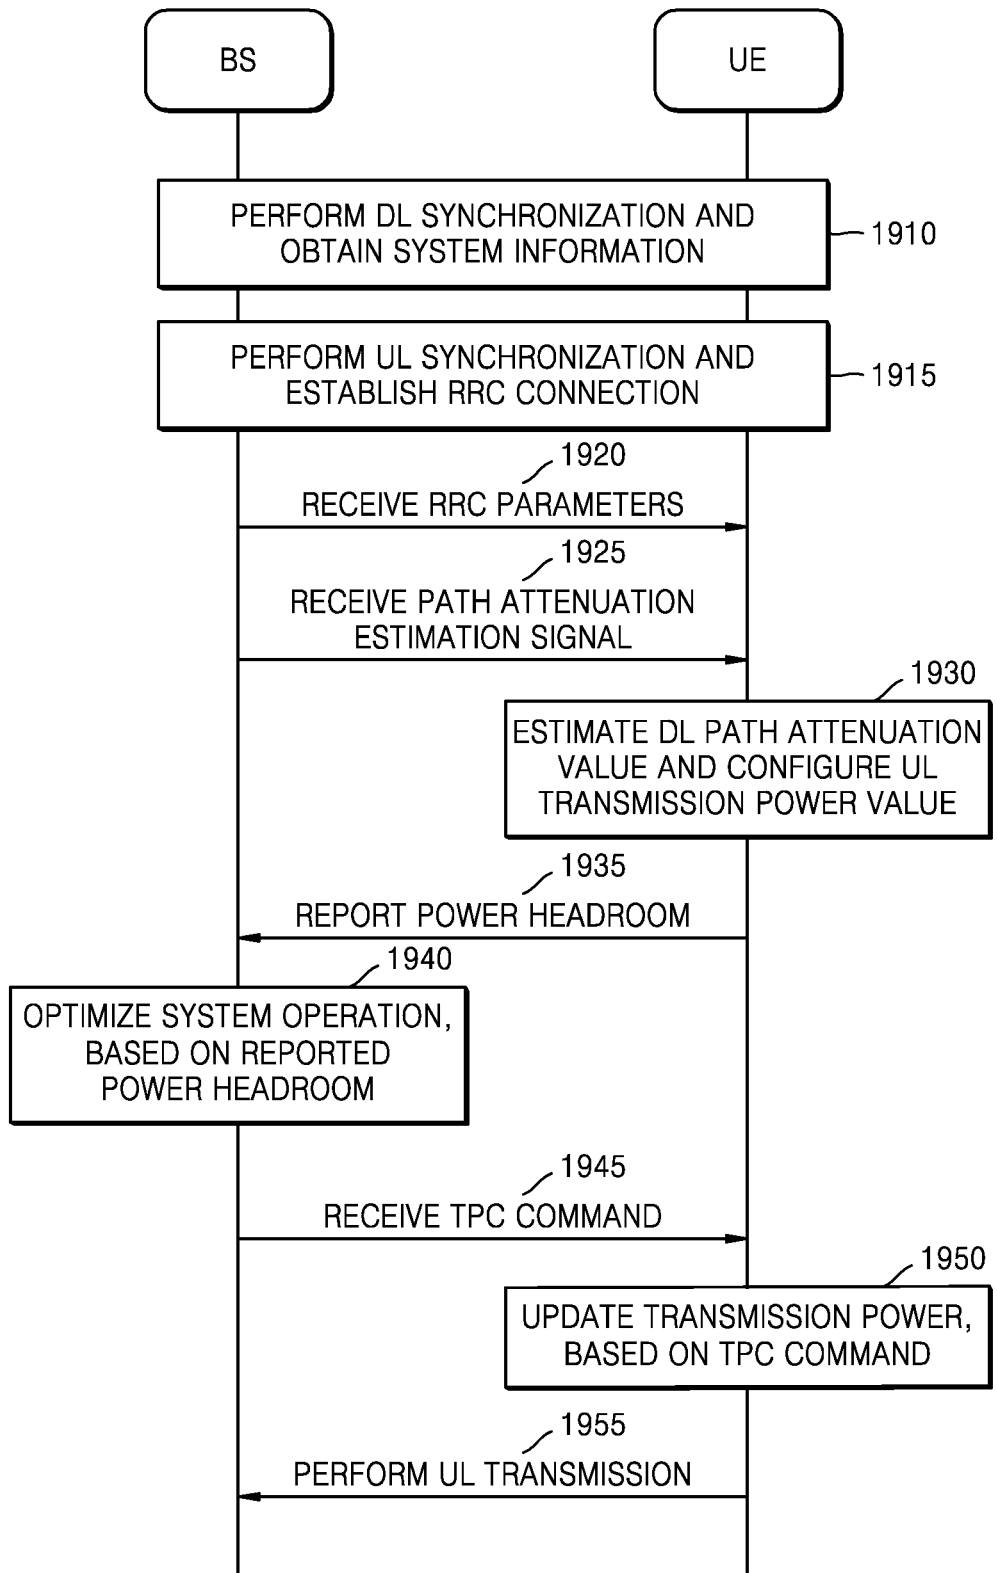 BS
UE
PERFORM DL SYNCHRONIZATION AND
OBTAIN SYSTEM INFORMATION
1910
PERFORM UL SYNCHRONIZATION AND
ESTABLISH RRC CONNECTION
1915
1920
RECEIVE RRC PARAMETERS
1925
RECEIVE PATH ATTENUATION
ESTIMATION SIGNAL
1930
ESTIMATE DL PATH ATTENUATION
VALUE AND CONFIGURE UL
TRANSMISSION POWER VALUE
1935
REPORT POWER HEADROOM
1940
OPTIMIZE SYSTEM OPERATION,
BASED ON REPORTED
POWER HEADROOM
1945
RECEIVE TPC COMMAND
1950
UPDATE TRANSMISSION POWER,
BASED ON TPC COMMAND
1955
PERFORM UL TRANSMISSION